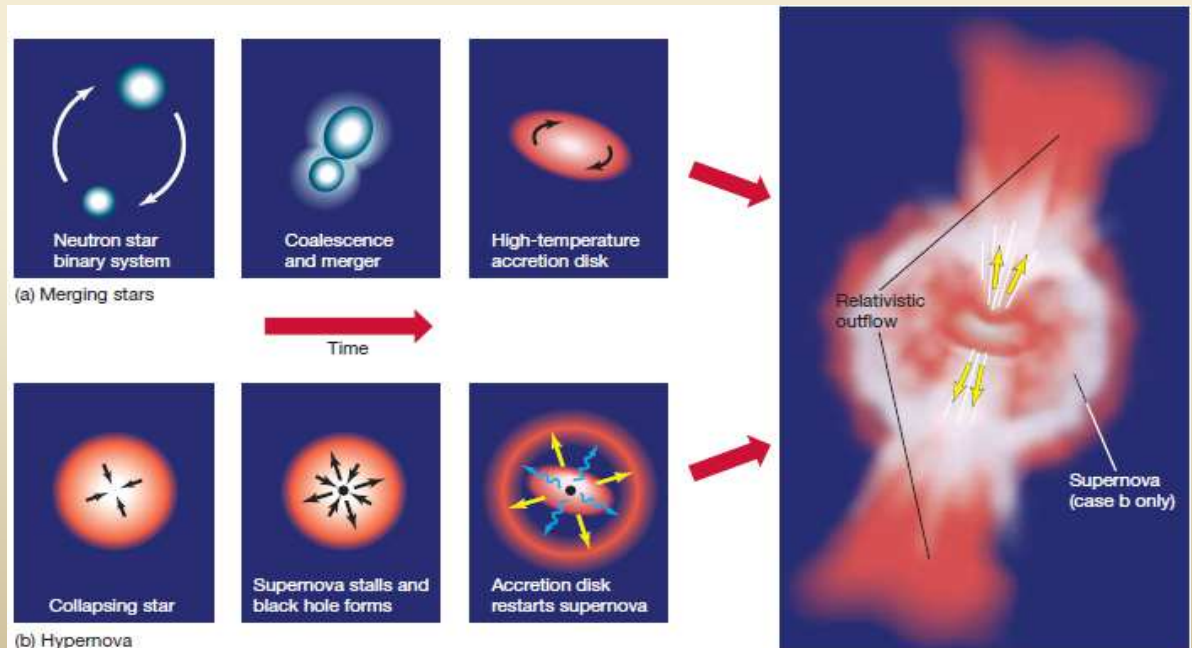 Neutron star
binary system
Coalescence
and merger
High-temperature
accretion disk
(a) Merging stars
Time
Collapsing star
Supernova stalls and
black hole forms
Accretion disk
restarts supernova
(b) Hypernova
Relativistic
outflow
Supernova
(case b only)